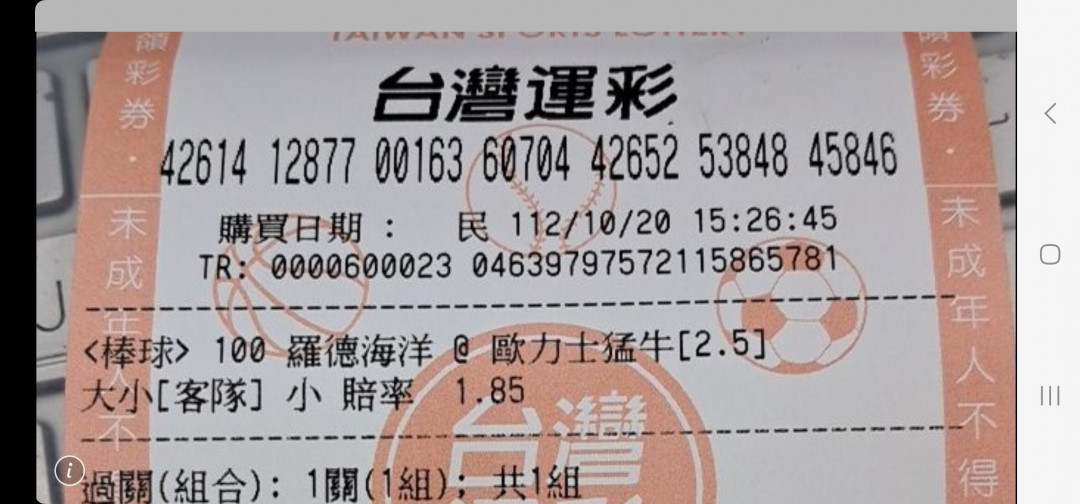 TAIWAN SPORTS LOTTERY
台灣運彩
42614 12877 00163 60704 42652 53848 45846
購買日期： 民 112/10/20 15:26:45
TR: 0000600023 04639797572115865781
<棒球> 100 羅德海洋 @ 歐力士猛牛[2.5]
大小[客隊] 小 賠率 1.85
過關(組合): 1關(1組); 共1組
彩券．未成年人不
彩券．未成年人不得
台灣